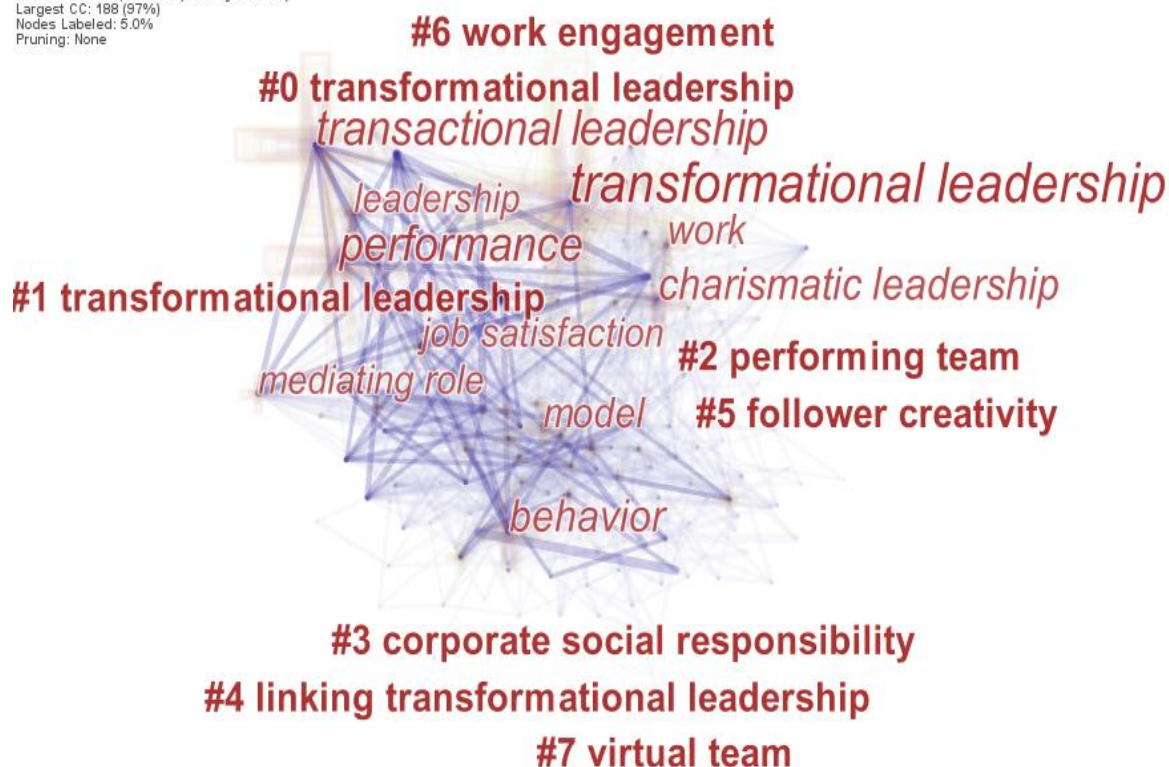 Largest CC: 188 (97%)
Nodes Labeled: 5.0%
Pruning: None
#6 work engagement
#0 transformational leadership
transactional leadership
transformational leadership
leadership
work
performance
charismatic leadership
#1 transformational leadership
job satisfaction
#2 performing team
mediating role
model
#5 follower creativity
behavior
#3 corporate social responsibility
#4 linking transformational leadership
#7 virtual team